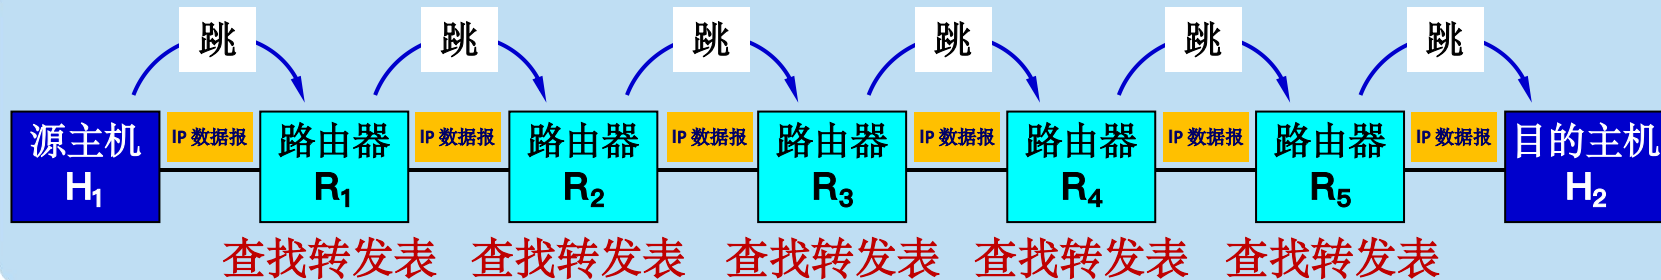 跳 跳 跳 跳 跳 跳
源主机 IP 数据报 路由器 IP 数据报 路由器 IP 数据报 路由器 IP 数据报 路由器 IP 数据报 路由器 IP 数据报 目的主机
H₁ R₁ R₂ R₃ R₄ R₅ H₂
查找转发表 查找转发表 查找转发表 查找转发表 查找转发表